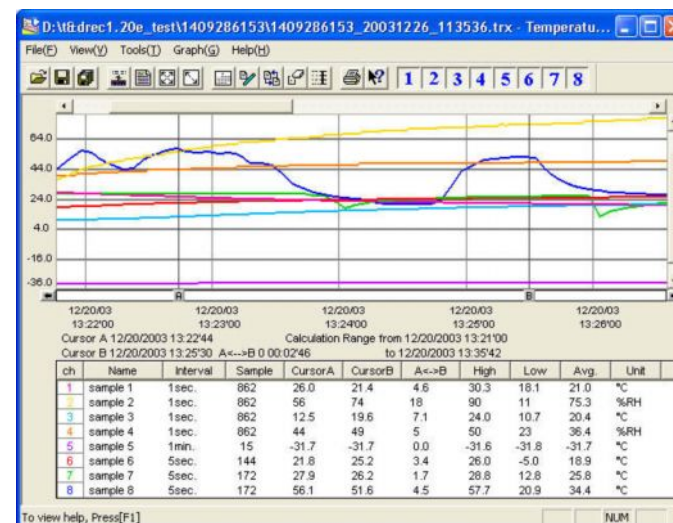 D:\t&drec1.20e_test\1409286153\1409286153_20031226_113536.trx - Temperatu...
File(F) View(V) Tools(T) Graph(G) Help(H)
1 2 3 4 5 6 7 8
64.0
44.0
24.0
4.0
-16.0
-36.0
A B
12/20/03 12/20/03 12/20/03 12/20/03 12/20/03
13:22'00 13:23'00 13:24'00 13:25'00 13:26'00
Cursor A 12/20/2003 13:22'44 Calculation Range from 12/20/2003 13:21'00
Cursor B 12/20/2003 13:25'30 A<-->B 0 00:02'46 to 12/20/2003 13:35'42
ch Name Interval Sample CursorA CursorB A<->B High Low Avg. Unit
1 sample 1 1sec. 862 26.0 21.4 4.6 30.3 18.1 21.0 °C
2 sample 2 1sec. 862 56 74 18 90 11 75.3 %RH
3 sample 3 1sec. 862 12.5 19.6 7.1 24.0 10.7 20.4 °C
4 sample 4 1sec. 862 44 49 5 50 23 36.4 %RH
5 sample 5 1min. 15 -31.7 -31.7 0.0 -31.6 -31.8 -31.7 °C
6 sample 6 5sec. 144 21.8 25.2 3.4 26.0 -5.0 18.9 °C
7 sample 7 5sec. 172 27.9 26.2 1.7 28.8 12.8 25.8 °C
8 sample 8 5sec. 172 56.1 51.6 4.5 57.7 20.9 34.4 °C
To view help, Press[F1] NUM